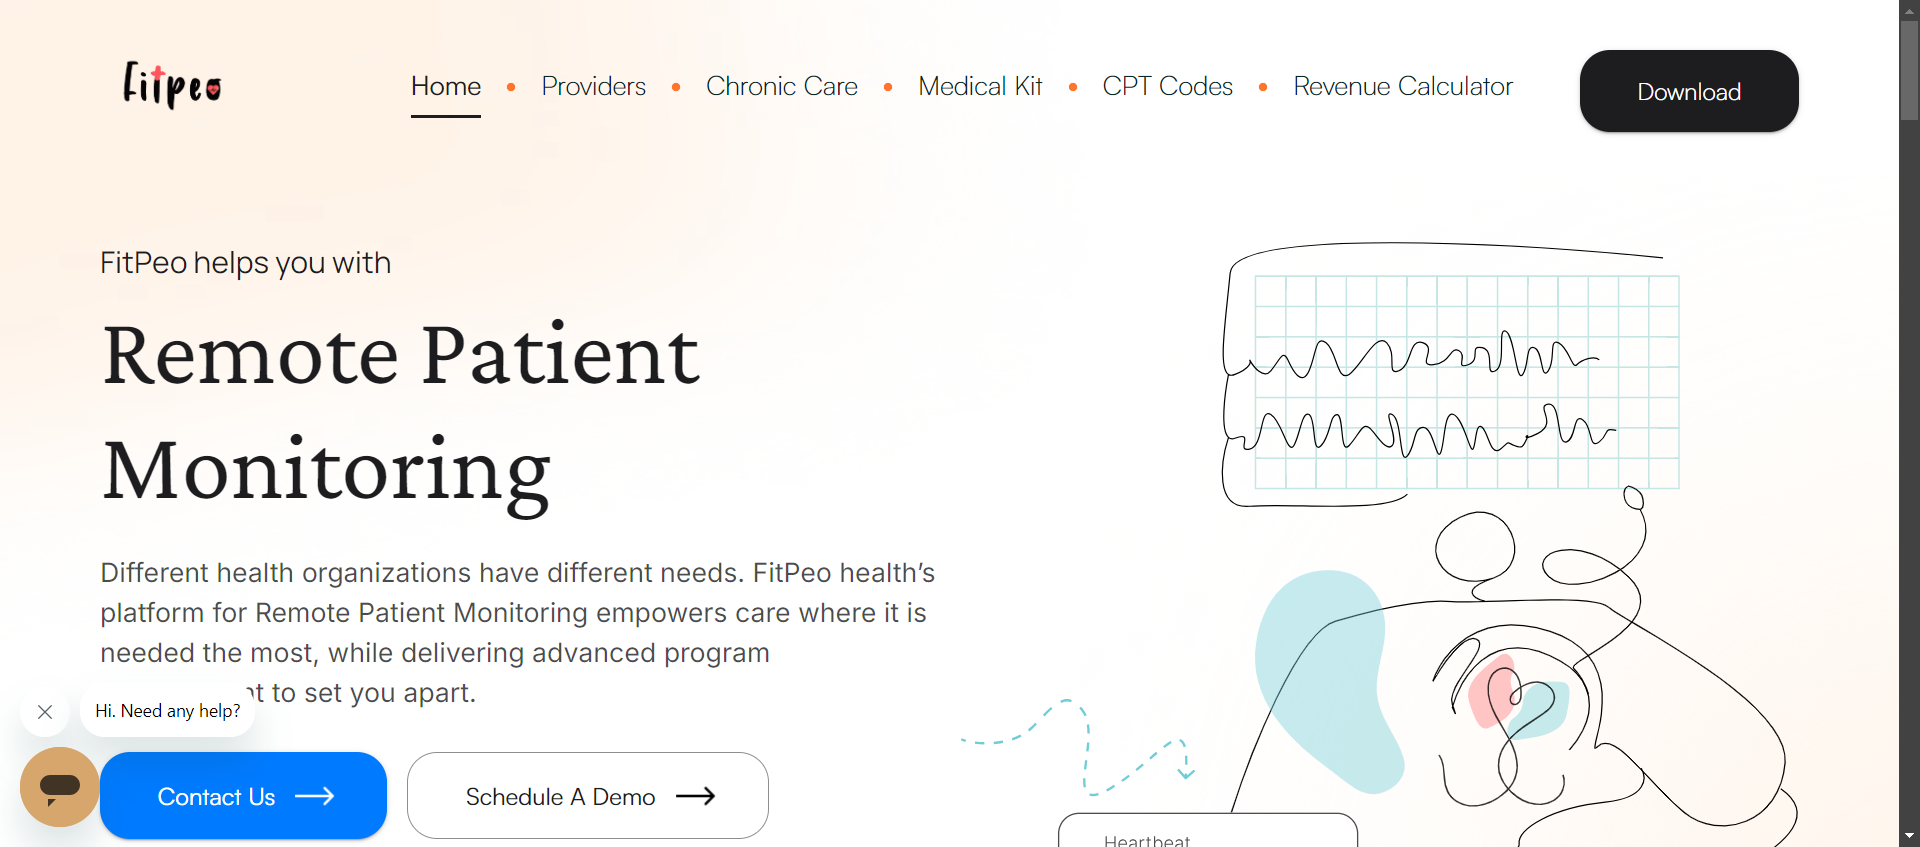 Fitpeo
Home • Providers • Chronic Care • Medical Kit • CPT Codes • Revenue Calculator
Download
FitPeo helps you with
Remote Patient
Monitoring
Different health organizations have different needs. FitPeo health's
platform for Remote Patient Monitoring empowers care where it is
needed the most, while delivering advanced program
to set you apart.
Hi. Need any help?
Contact Us
Schedule A Demo
Heartbeat